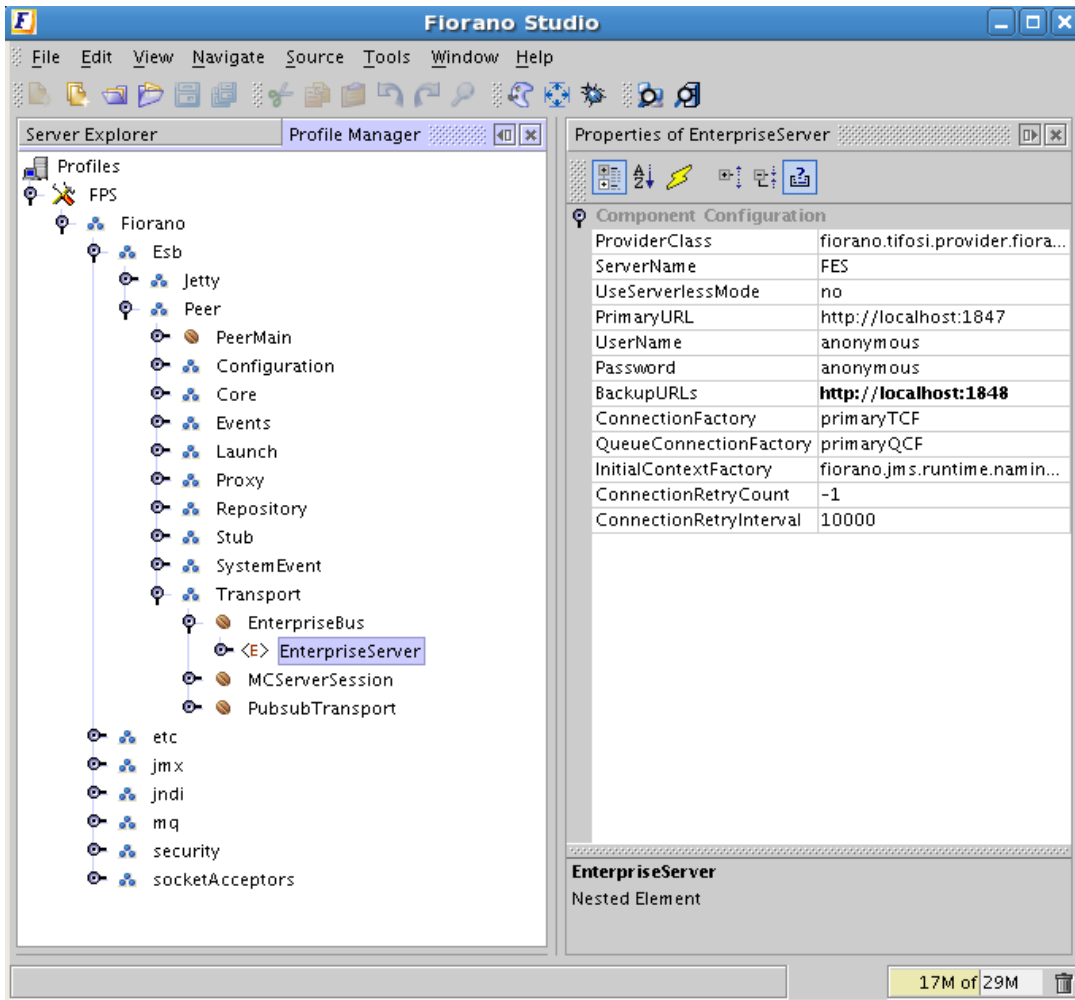 Fiorano Studio
File Edit View Navigate Source Tools Window Help
Server Explorer
Profile Manager
Profiles
FPS
Fiorano
Esb
Jetty
Peer
PeerMain
Configuration
Core
Events
Launch
Proxy
Repository
Stub
SystemEvent
Transport
EnterpriseBus
<E> EnterpriseServer
MCServerSession
PubsubTransport
etc
jmx
jndi
mq
security
socketAcceptors
Properties of EnterpriseServer
Component Configuration
ProviderClass fiorano.tifosi.provider.fiora...
ServerName FES
UseServerlessMode no
PrimaryURL http://localhost:1847
UserName anonymous
Password anonymous
BackupURLs http://localhost:1848
ConnectionFactory primaryTCF
QueueConnectionFactory primaryQCF
InitialContextFactory fiorano.jms.runtime.namin...
ConnectionRetryCount -1
ConnectionRetryInterval 10000
EnterpriseServer
Nested Element
17M of 29M